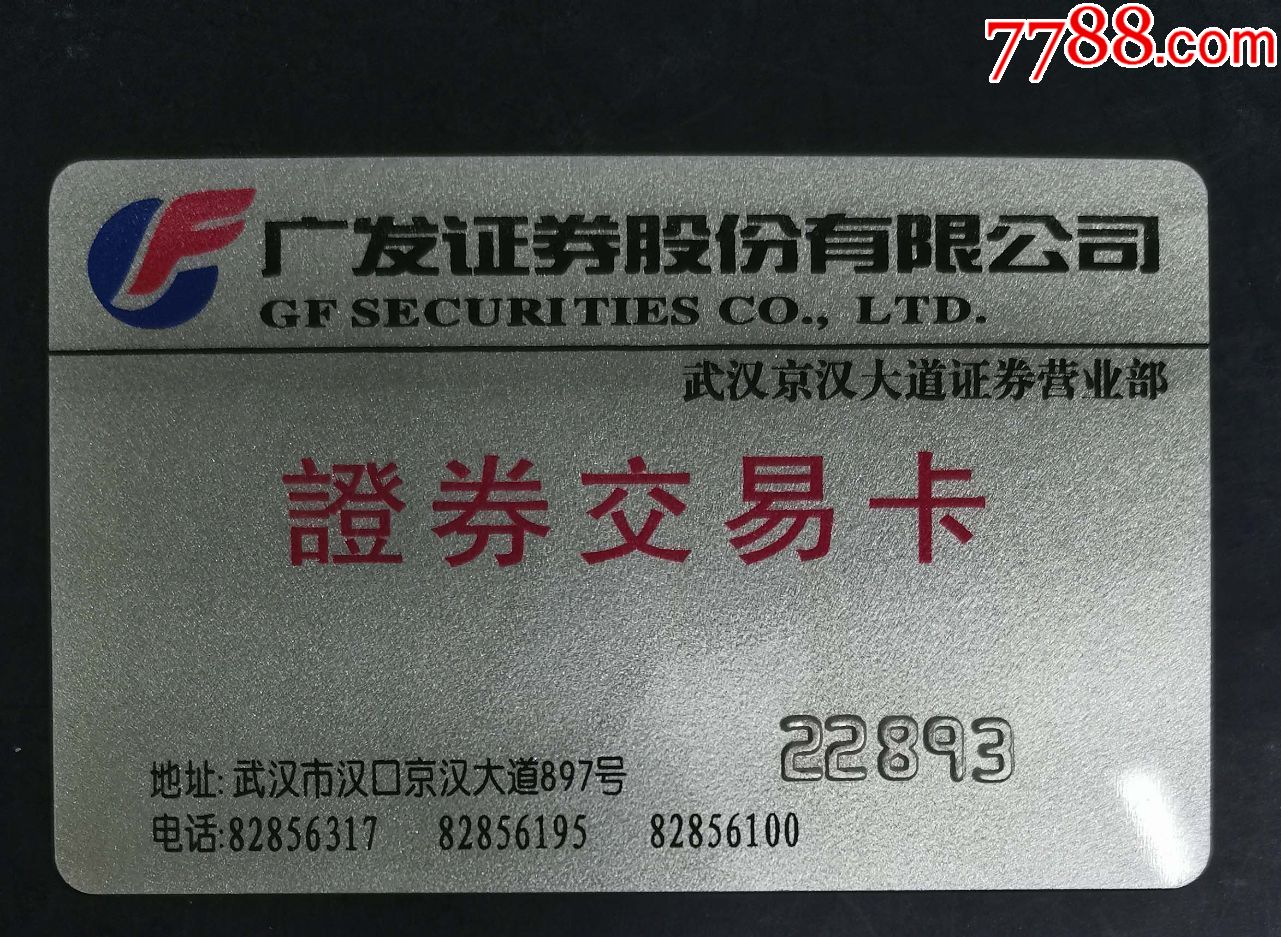 7788.com
广发证券股份有限公司
GF SECURITIES CO., LTD.
武汉京汉大道证券营业部
證券交易卡
22893
地址:武汉市汉口京汉大道897号
电话:82856317 82856195 82856100